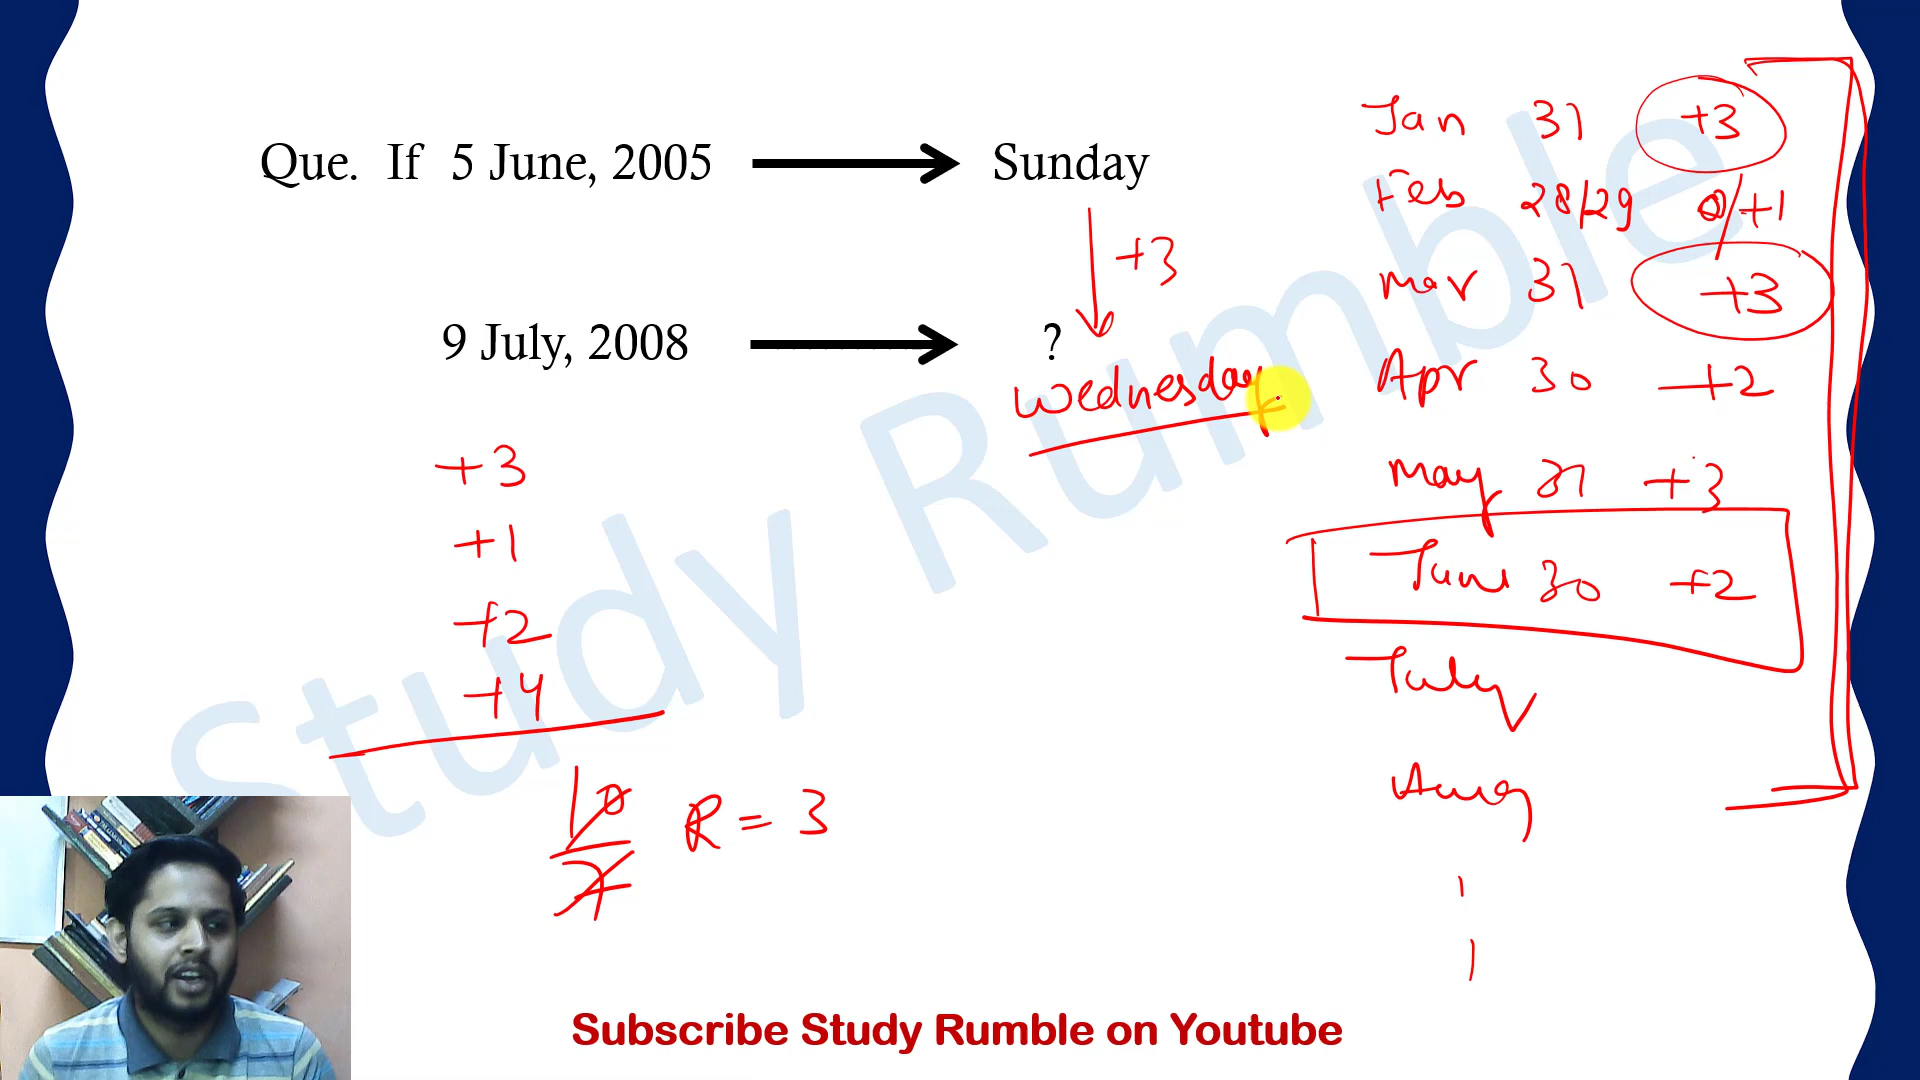 Que. If 5 June, 2005 → Sunday
+3
9 July, 2008 → ?
Wednesday
+3
+1
+2
+4
10/7 R = 3
Jan 31 +3
Feb 28/29 0/+1
Mar 31 +3
Apr 30 +2
May 31 +3
June 30 +2
July
Aug
Study Rumble
Subscribe Study Rumble on Youtube